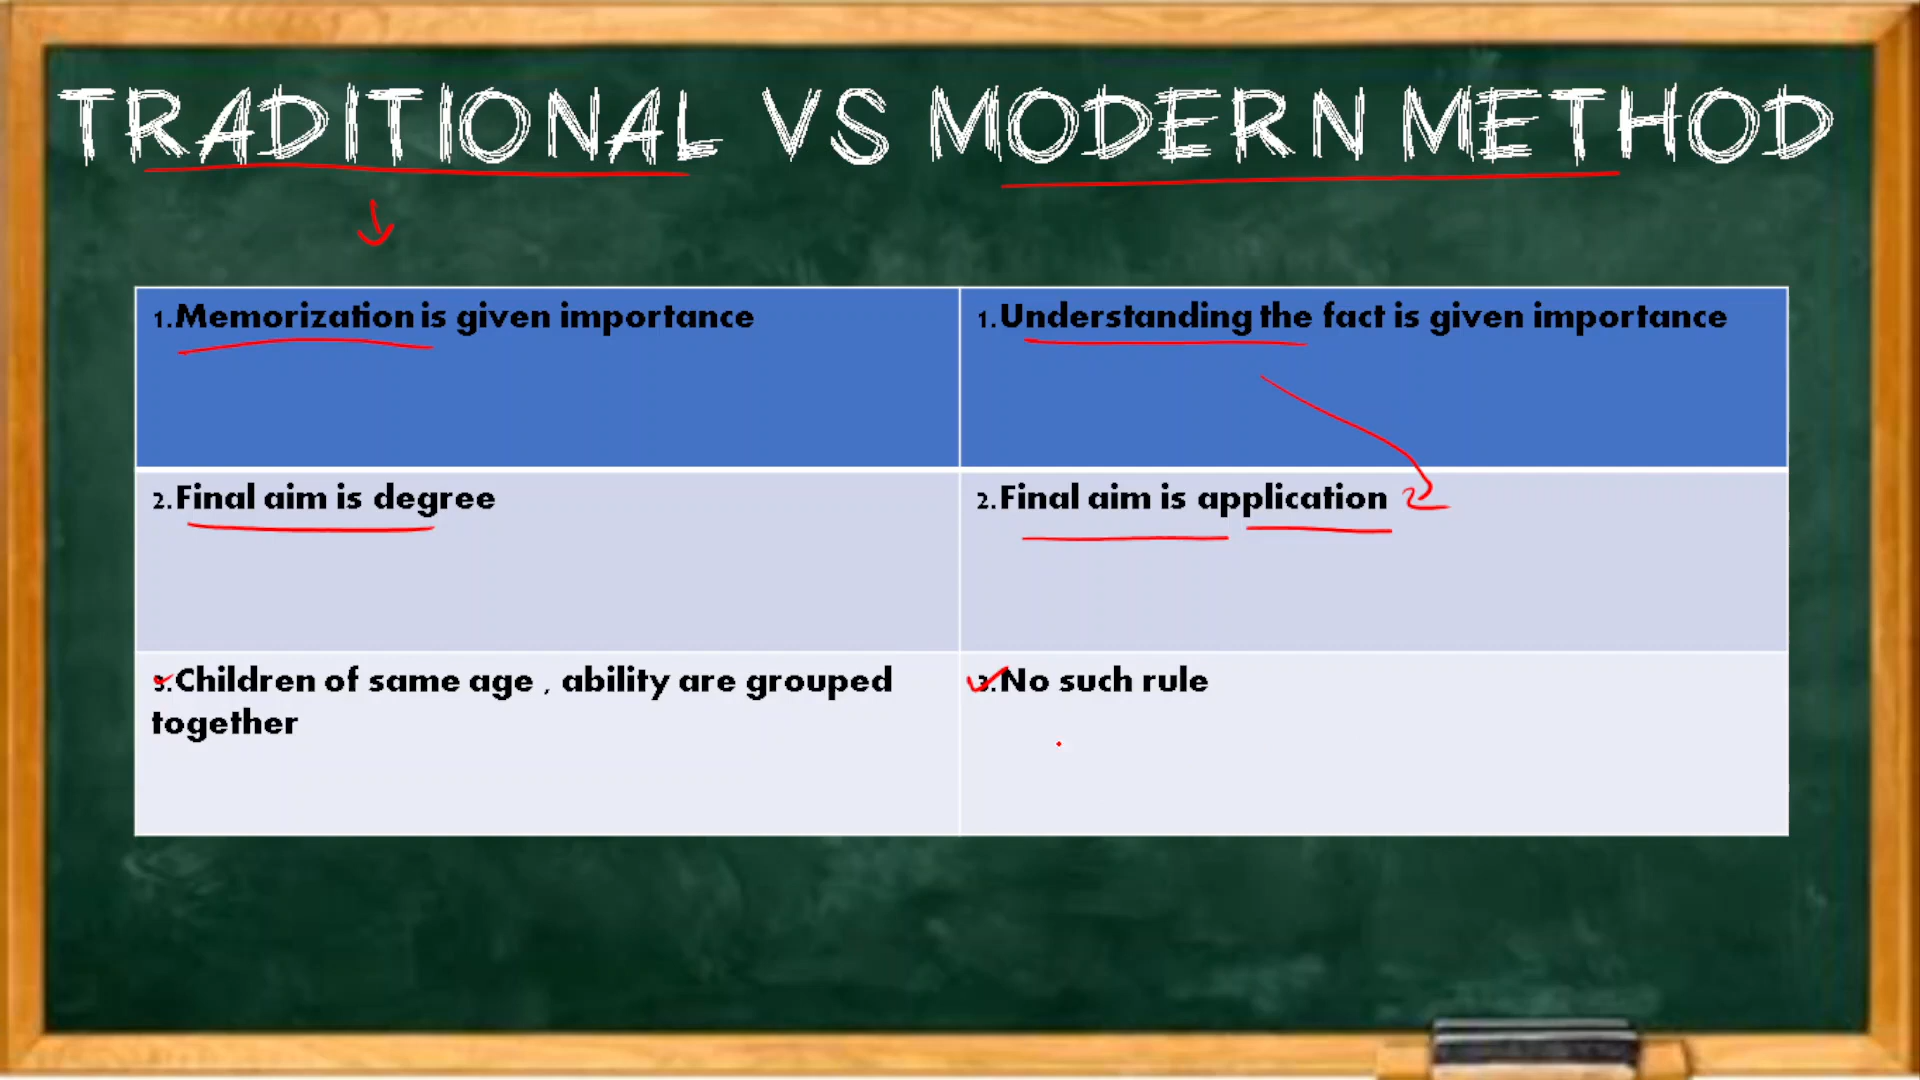 TRADITIONAL VS MODERN METHOD
1.Memorization is given importance
1.Understanding the fact is given importance
2.Final aim is degree
2.Final aim is application
3.Children of same age , ability are grouped
together
3.No such rule